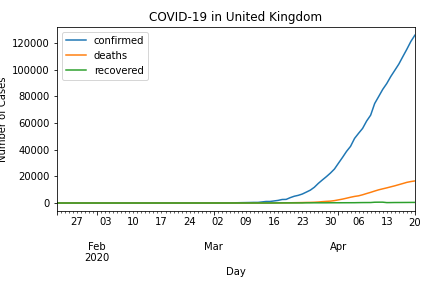 COVID-19 in United Kingdom
confirmed
deaths
recovered
120000
100000
80000
60000
40000
20000
0
Number of Cases
27 03 10 17 24 02 09 16 23 30 06 13 20
Feb Mar Apr
2020
Day